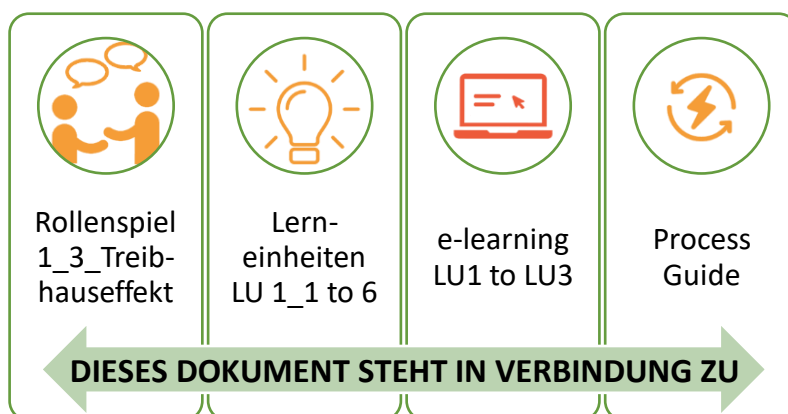 Rollenspiel
1_3_Treib-
hauseffekt
Lern-
einheiten
LU 1_1 to 6
e-learning
LU1 to LU3
Process
Guide
DIESES DOKUMENT STEHT IN VERBINDUNG ZU